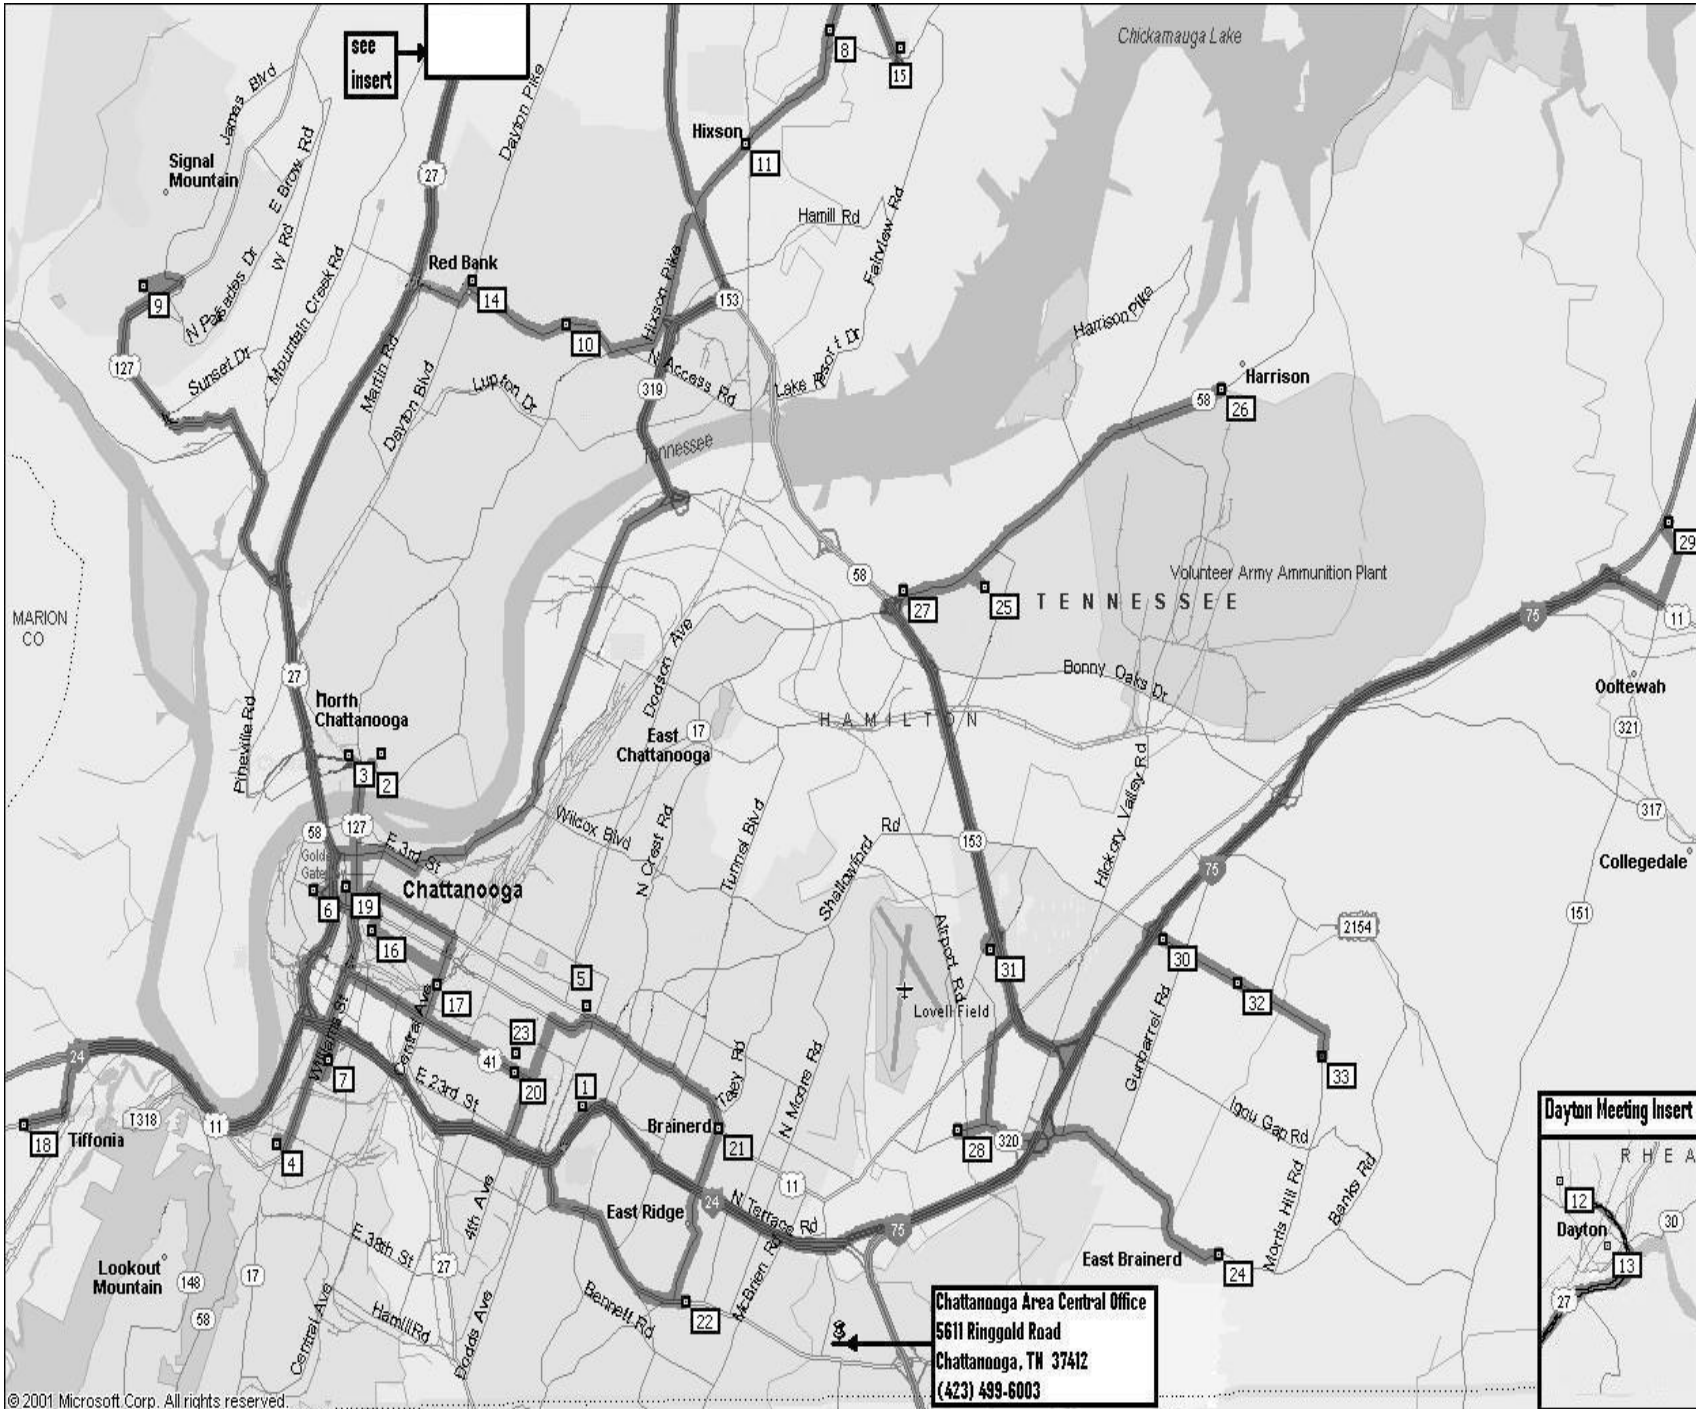 see
insert
Chickamauga Lake
8
15
James Blvd
Dayton Pike
Hixson
11
Signal
Mountain
E Brow Rd
27
W Rd
Hamill Rd
Fairview Rd
N Palisades Dr
Mountain Creek Rd
Red Bank
9
14
Hixson Pike
153
10
Harrison Pike
127
Sunset Dr
Martin Rd
Dayton Blvd
Lupton Dr
N Access Rd
319
Lake Resort Dr
Harrison
58
26
Tennessee
29
58
Volunteer Army Ammunition Plant
27
25
TENNESSEE
75
11
MARION
CO
27
Dodson Ave
Bonny Oaks Dr
Ooltewah
North
Chattanooga
Pineville Rd
East
Chattanooga
17
HAMILTON
321
3
2
Hickory Valley Rd
58
127
E 3rd St
Wilcox Blvd
N Crest Rd
Tunnel Blvd
Shallowford
Rd
153
317
Golden
Gateway
Chattanooga
75
Collegedale
6
19
151
2154
16
5
Airport Rd
31
30
32
17
Central Ave
Williams St
Lovell Field
Gunbarrel Rd
24
23
41
20
7
E 23rd St
1
N Moore Rd
33
T318
11
18
Tiftonia
4
Brainerd
21
28
320
Igou Gap Rd
Dayton Meeting Insert
RHEA
12
Dayton
30
13
27
4th Ave
11
24
N Terrace Rd
75
East Ridge
Morris Hill Rd
Banks Rd
E 38th St
27
McBrien Rd
East Brainerd
24
Lookout
Mountain
148
17
58
Central Ave
Hamill Rd
Dodds Ave
Bennett Rd
22
Chattanooga Area Central Office
5611 Ringgold Road
Chattanooga, TN 37412
(423) 499-6003
© 2001 Microsoft Corp. All rights reserved.